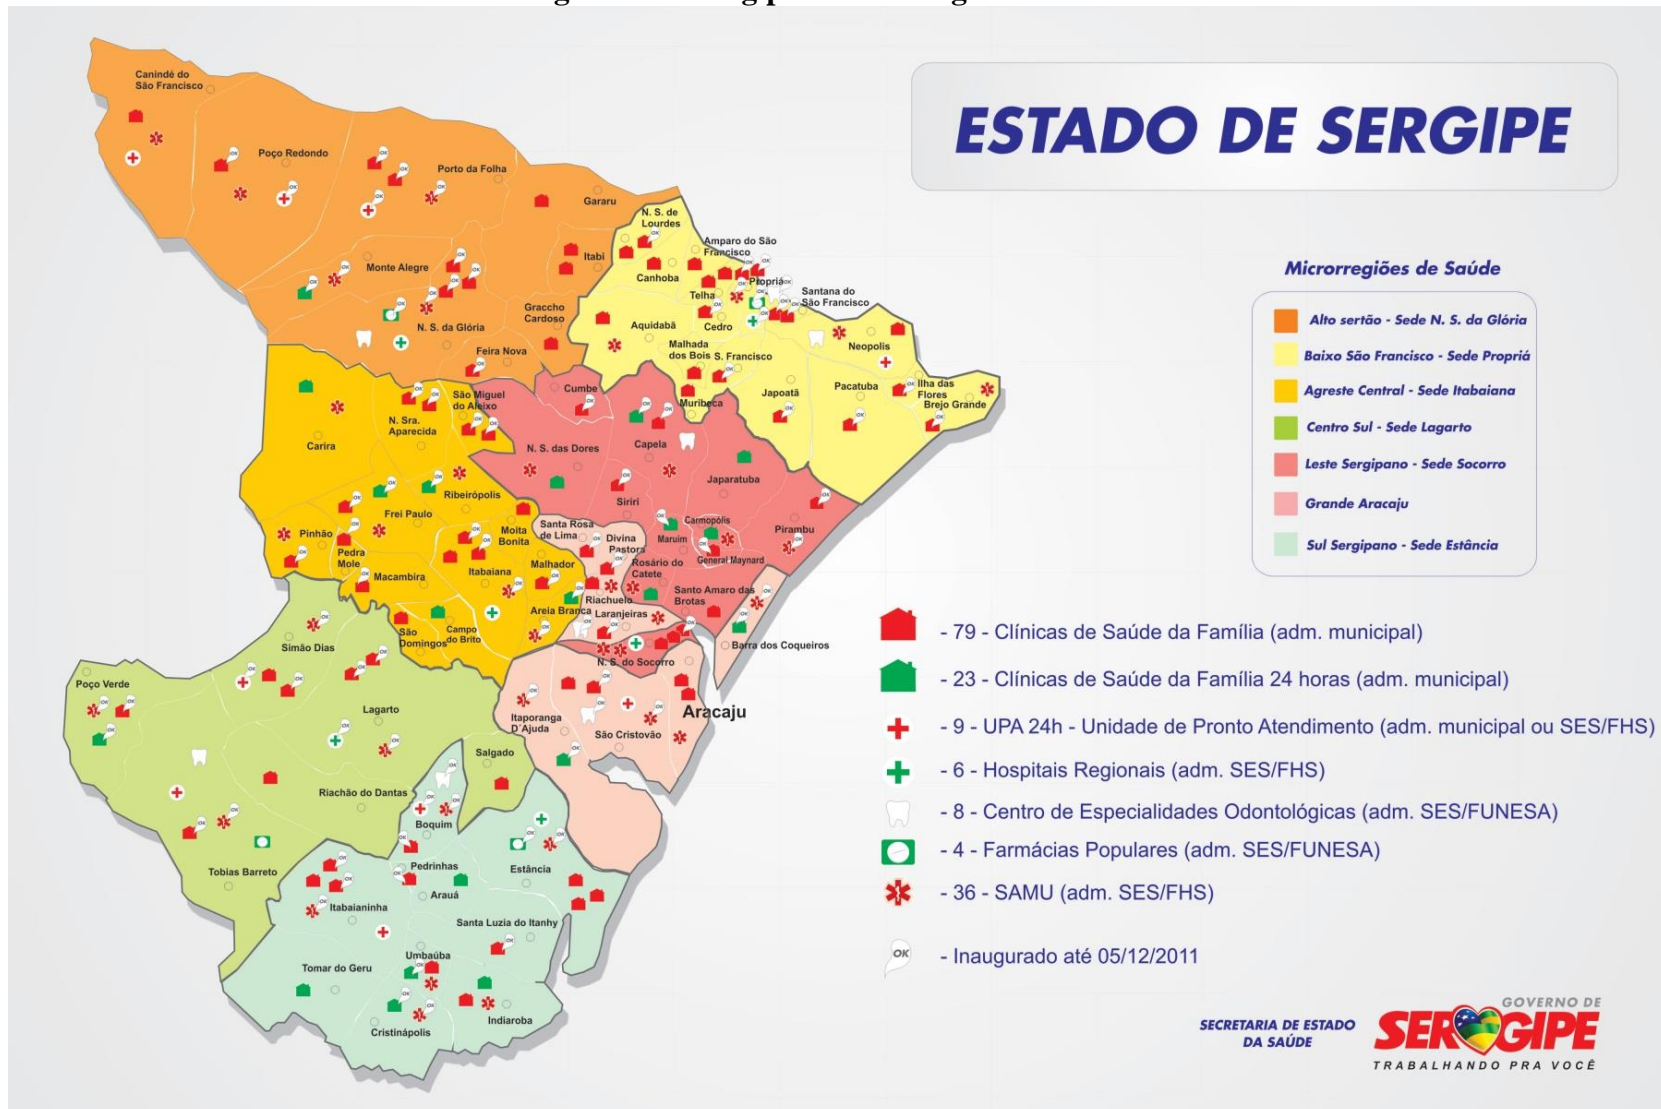 ESTADO DE SERGIPE
Canindé do
São Francisco
Poço Redondo
Porto da Folha
Gararu
Itabi
Monte Alegre
Graccho
Cardoso
N. S. da Glória
Feira Nova
N. S. de
Lourdes
Amparo do São
Francisco
Canhoba
Propriá
Telha
Santana do
São Francisco
Cedro
Aquidabã
Malhada
dos Bois
S. Francisco
Neopolis
Muribeca
Japoatã
Pacatuba
Ilha das
Flores
Brejo Grande
Carira
N. Sra.
Aparecida
São Miguel
do Aleixo
Cumbe
N. S. das Dores
Capela
Japaratuba
Siriri
Ribeirópolis
Frei Paulo
Pinhão
Pedra
Mole
Macambira
Moita
Bonita
Itabaiana
Malhador
Areia Branca
São
Domingos
Campo
do Brito
Santa Rosa
de Lima
Divina
Pastora
Maruim
Carmopólis
General Maynard
Pirambu
Rosário do
Catete
Riachuelo
Laranjeiras
Santo Amaro das
Brotas
Barra dos Coqueiros
N. S. do Socorro
Aracaju
São Cristovão
Itaporanga
D´Ajuda
Simão Dias
Poço Verde
Lagarto
Salgado
Riachão do Dantas
Tobias Barreto
Boquim
Pedrinhas
Arauá
Estância
Itabaianinha
Santa Luzia do Itanhy
Umbaúba
Tomar do Geru
Cristinápolis
Indiaroba
Microrregiões de Saúde
Alto sertão - Sede N. S. da Glória
Baixo São Francisco - Sede Propriá
Agreste Central - Sede Itabaiana
Centro Sul - Sede Lagarto
Leste Sergipano - Sede Socorro
Grande Aracaju
Sul Sergipano - Sede Estância
- 79 - Clínicas de Saúde da Família (adm. municipal)
- 23 - Clínicas de Saúde da Família 24 horas (adm. municipal)
- 9 - UPA 24h - Unidade de Pronto Atendimento (adm. municipal ou SES/FHS)
- 6 - Hospitais Regionais (adm. SES/FHS)
- 8 - Centro de Especialidades Odontológicas (adm. SES/FUNESA)
- 4 - Farmácias Populares (adm. SES/FUNESA)
- 36 - SAMU (adm. SES/FHS)
OK - Inaugurado até 05/12/2011
SECRETARIA DE ESTADO
DA SAÚDE
GOVERNO DE
SERGIPE
TRABALHANDO PRA VOCÊ